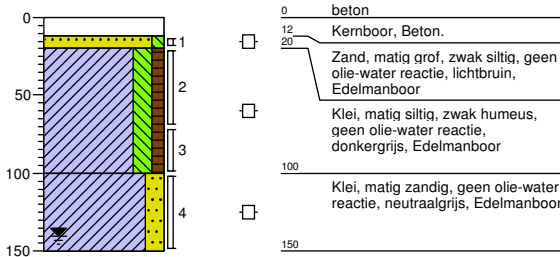 0
50
100
150
1
2
3
4
0
beton
12
Kernboor, Beton.
20
Zand, matig grof, zwak siltig, geen
olie-water reactie, lichtbruin,
Edelmanboor
Klei, matig siltig, zwak humeus,
geen olie-water reactie,
donkergrijs, Edelmanboor
100
Klei, matig zandig, geen olie-water
reactie, neutraalgrijs, Edelmanboor
150